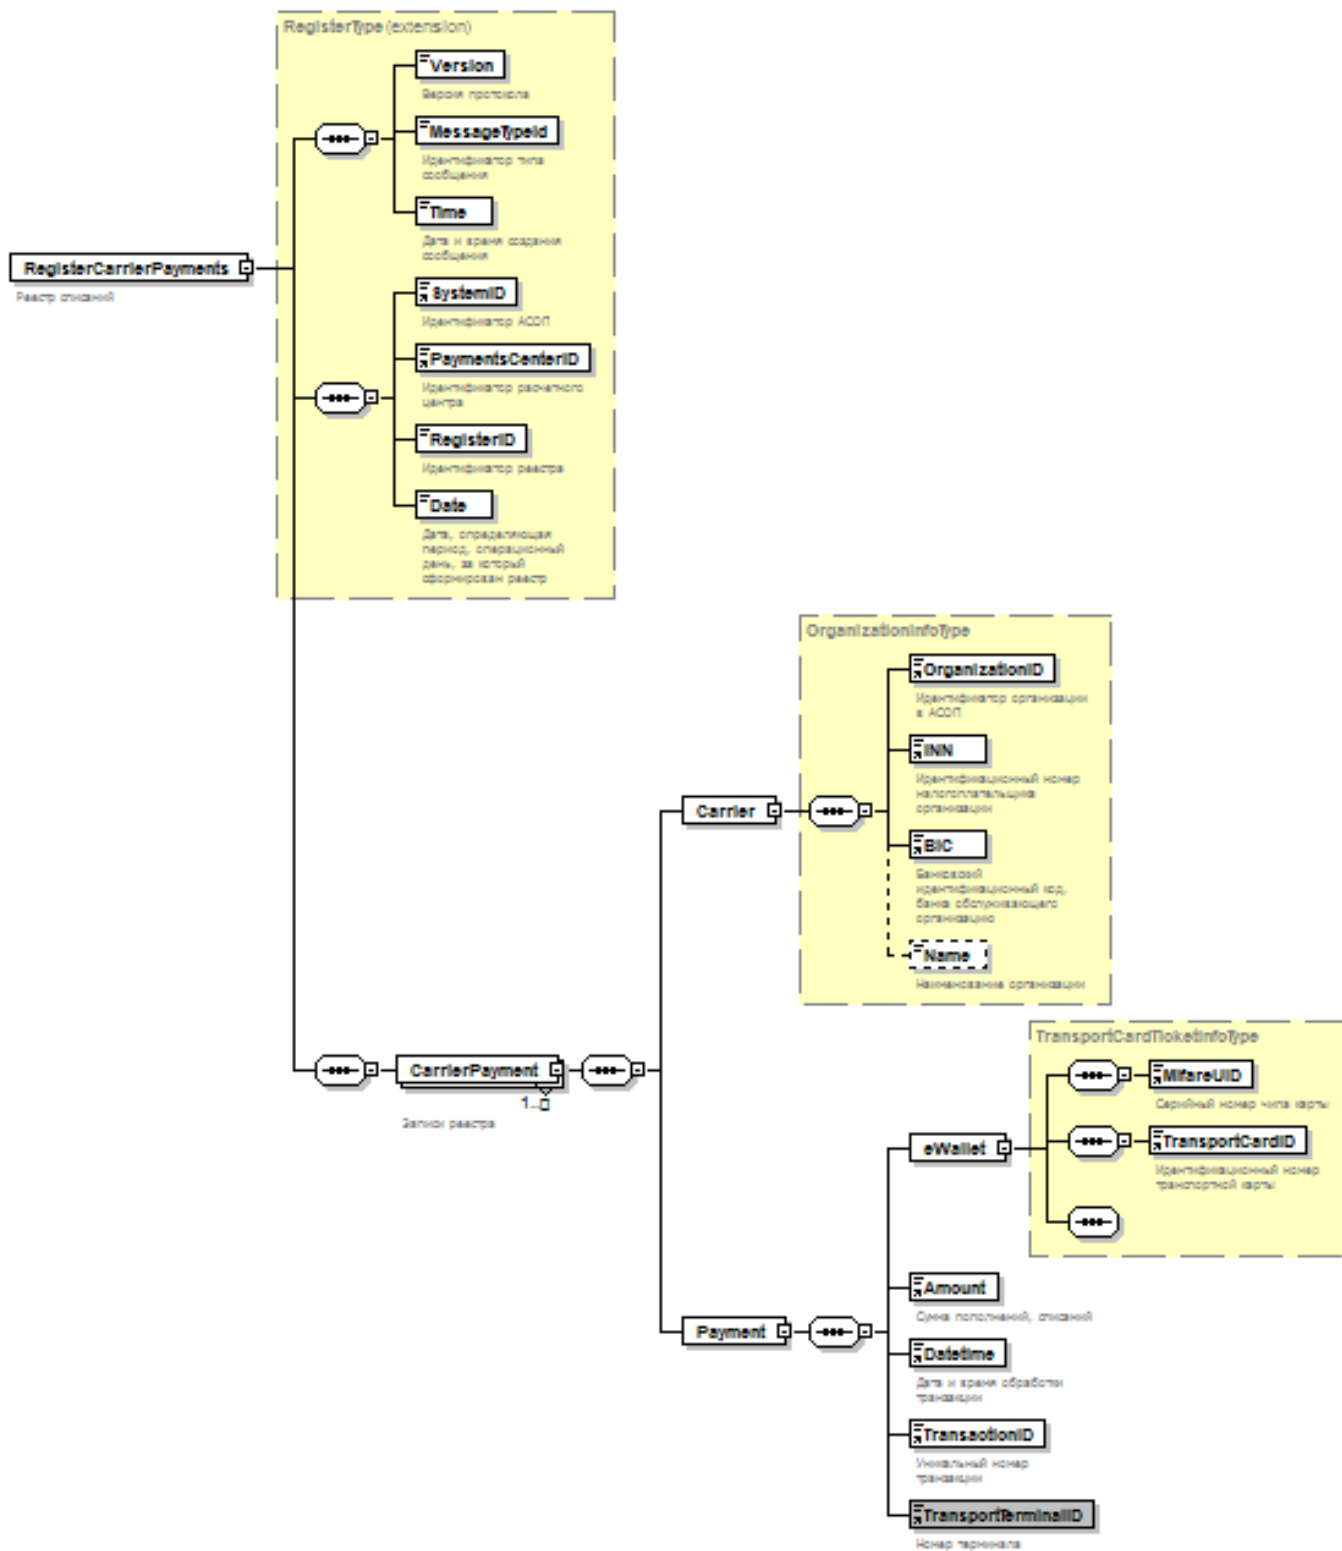 RegisterType (extension)
Version
Версия протокола
MessageTypeId
Идентификатор типа
сообщения
Time
Дата и время создания
сообщения
RegisterCarrierPayments
Реестр списаний
SystemID
Идентификатор АСОП
PaymentsCenterID
Идентификатор расчетного
центра
RegisterID
Идентификатор реестра
Date
Дата, определяющая
период, операционный
день, за который
сформирован реестр
OrganizationInfoType
OrganizationID
Идентификатор организации
в АСОП
INN
Идентификационный номер
налогоплательщика
организации
Carrier
BIC
Банковский
идентификационный код,
банка обслуживающего
организацию
Name
Наименование организации
TransportCardTicketInfoType
CarrierPayment
1..
Записи реестра
MifareUID
Серийный номер чипа карты
eWallet
TransportCardID
Идентификационный номер
транспортной карты
Amount
Сумма пополнений, списаний
Payment
Datetime
Дата и время обработки
транзакции
TransactionID
Уникальный номер
транзакции
TransportTerminalID
Номер терминала